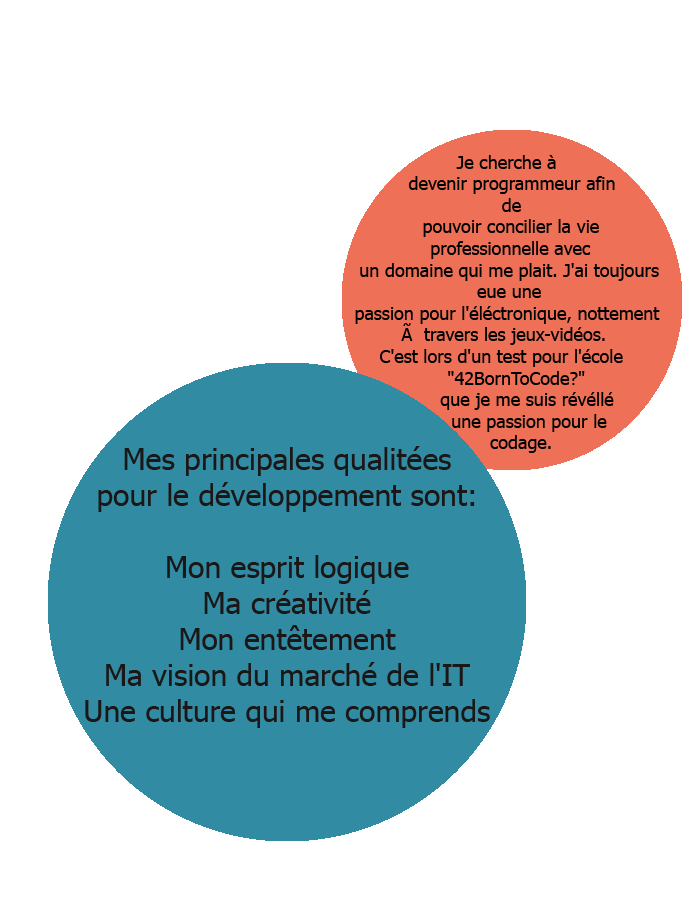 Je cherche à
devenir programmeur afin
de
pouvoir concilier la vie
professionnelle avec
un domaine qui me plait. J'ai toujours
eue une
passion pour l'éléctronique, nottement
Ã  travers les jeux-vidéos.
C'est lors d'un test pour l'école
"42BornToCode?"
que je me suis révéllé
une passion pour le
codage.
Mes principales qualitées
pour le développement sont:
Mon esprit logique
Ma créativité
Mon entêtement
Ma vision du marché de l'IT
Une culture qui me comprends